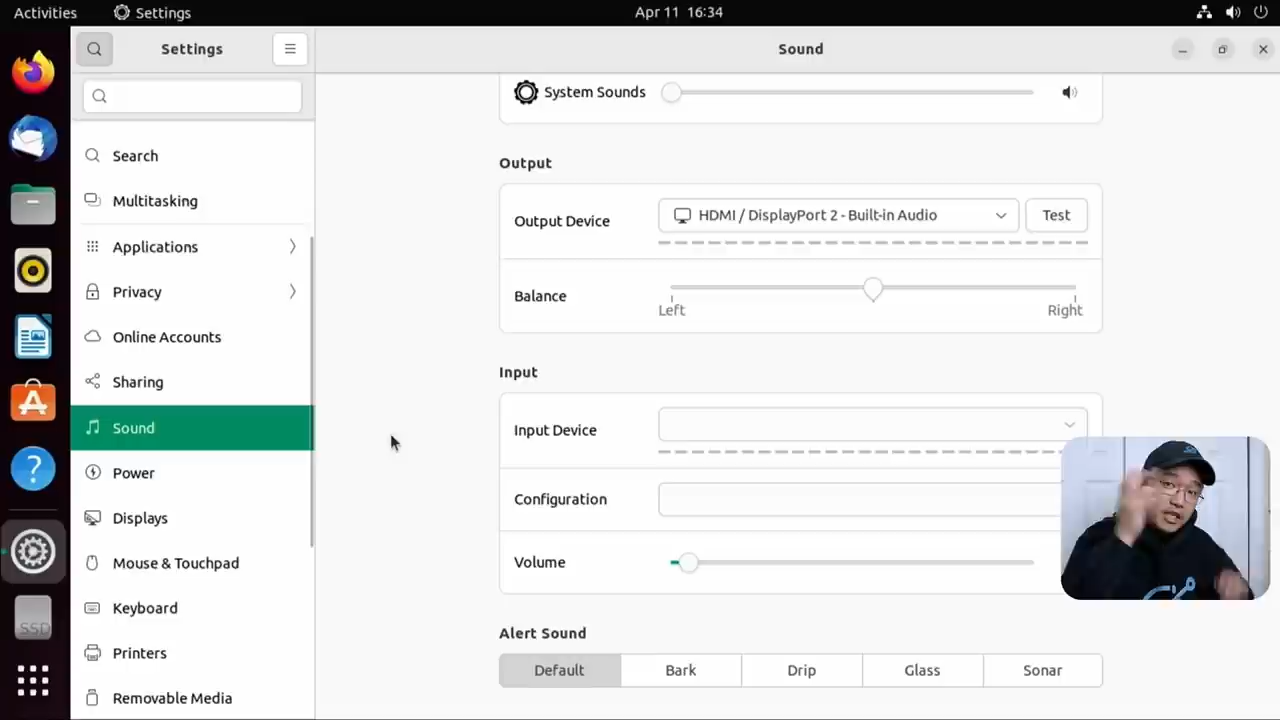 Activities
Settings
Apr 11 16:34
Settings
Sound
Search
Multitasking
Applications
Privacy
Online Accounts
Sharing
Sound
Power
Displays
Mouse & Touchpad
Keyboard
Printers
Removable Media
System Sounds
Output
Output Device
HDMI / DisplayPort 2 - Built-in Audio
Test
Balance
Left
Right
Input
Input Device
Configuration
Volume
Alert Sound
Default
Bark
Drip
Glass
Sonar
SSD